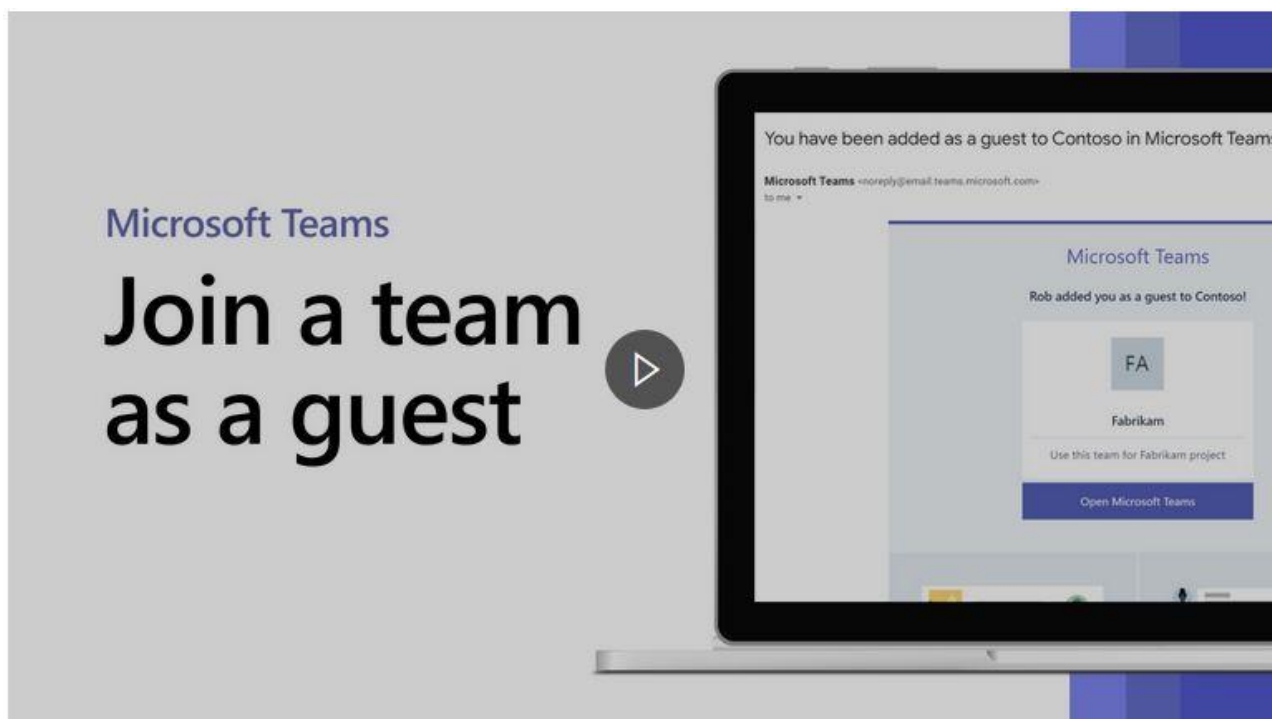 Microsoft Teams
Join a team
as a guest
You have been added as a guest to Contoso in Microsoft Teams
Microsoft Teams <noreply@email.teams.microsoft.com>
to me
Microsoft Teams
Rob added you as a guest to Contoso!
FA
Fabrikam
Use this team for Fabrikam project
Open Microsoft Teams